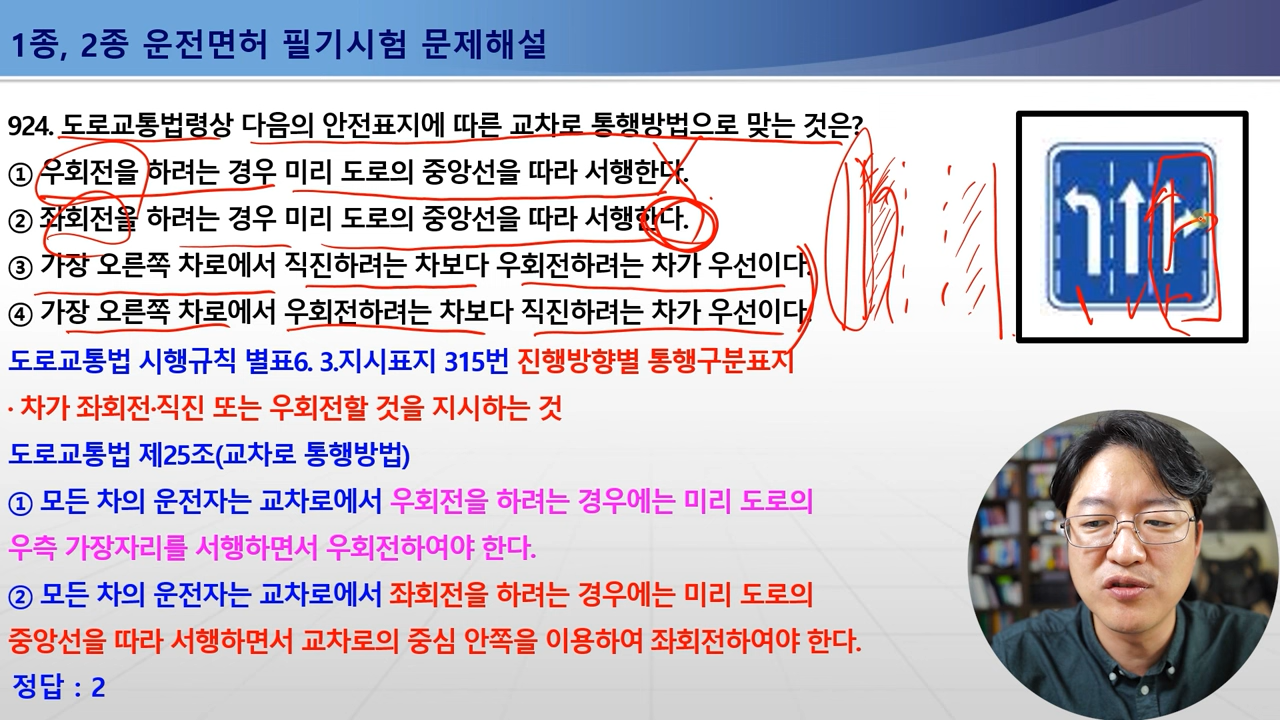 1종, 2종 운전면허 필기시험 문제해설
924. 도로교통법령상 다음의 안전표지에 따른 교차로 통행방법으로 맞는 것은?
① 우회전을 하려는 경우 미리 도로의 중앙선을 따라 서행한다.
② 좌회전을 하려는 경우 미리 도로의 중앙선을 따라 서행한다.
③ 가장 오른쪽 차로에서 직진하려는 차보다 우회전하려는 차가 우선이다.
④ 가장 오른쪽 차로에서 우회전하려는 차보다 직진하려는 차가 우선이다.
도로교통법 시행규칙 별표6. 3.지시표지 315번 진행방향별 통행구분표지
· 차가 좌회전·직진 또는 우회전할 것을 지시하는 것
도로교통법 제25조(교차로 통행방법)
① 모든 차의 운전자는 교차로에서 우회전을 하려는 경우에는 미리 도로의
우측 가장자리를 서행하면서 우회전하여야 한다.
② 모든 차의 운전자는 교차로에서 좌회전을 하려는 경우에는 미리 도로의
중앙선을 따라 서행하면서 교차로의 중심 안쪽을 이용하여 좌회전하여야 한다.
정답 : 2